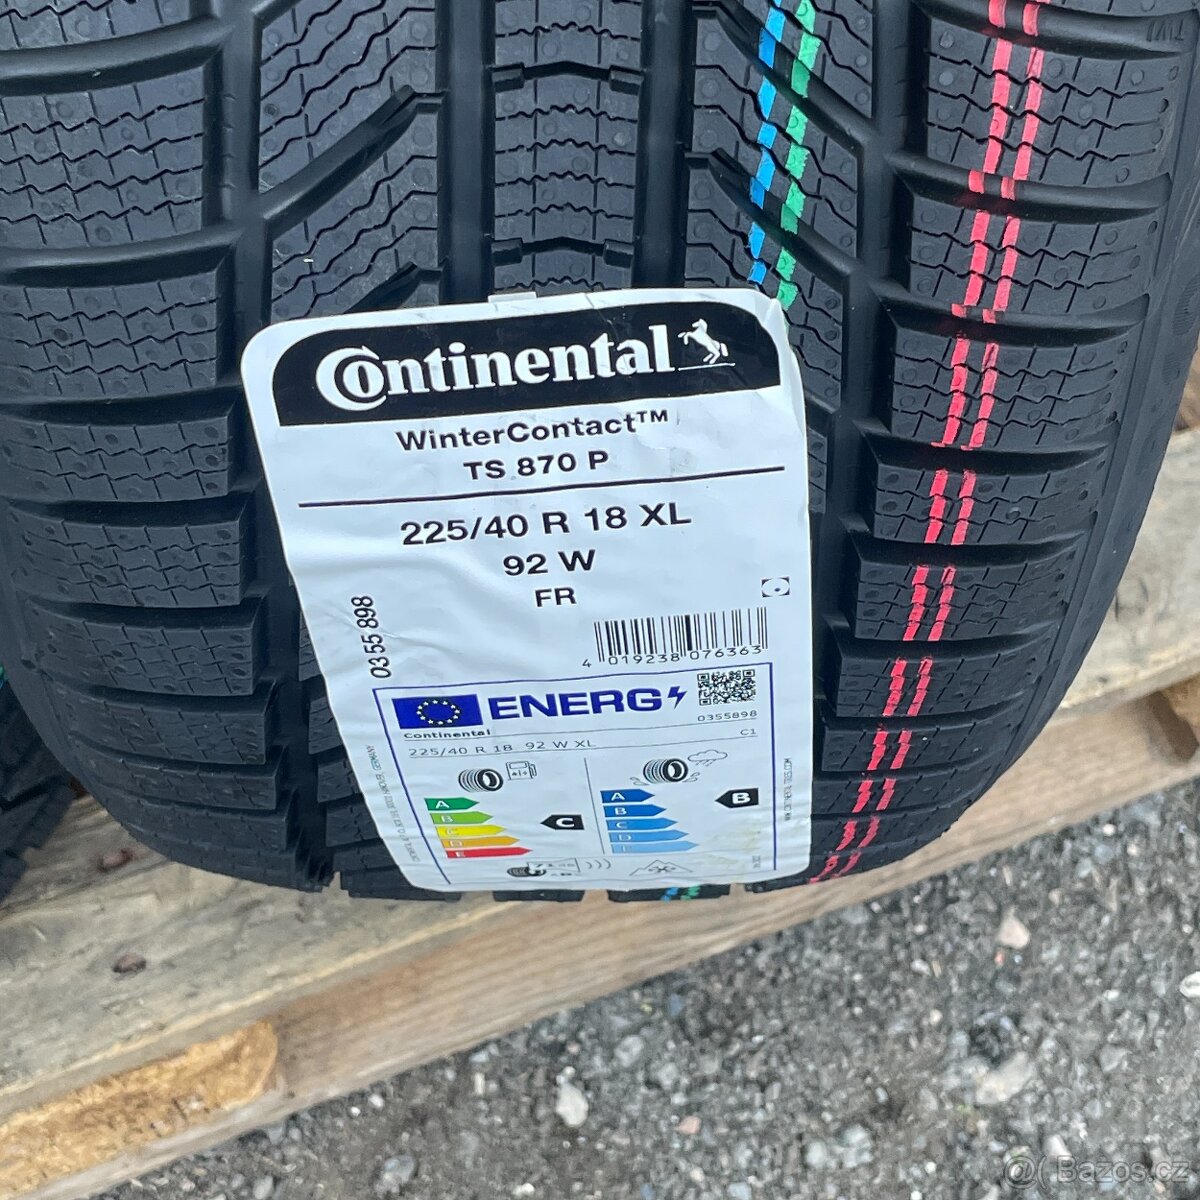 TWI
Continental
WinterContact™
TS 870 P
225/40 R 18 XL
92 W
FR
0355 898
4 019238 076363
ENERG
0355898
Continental
C1
225/40 R 18 92 W XL
A
B
C
D
E
C
A
B
C
D
E
B
@( Bazos.cz